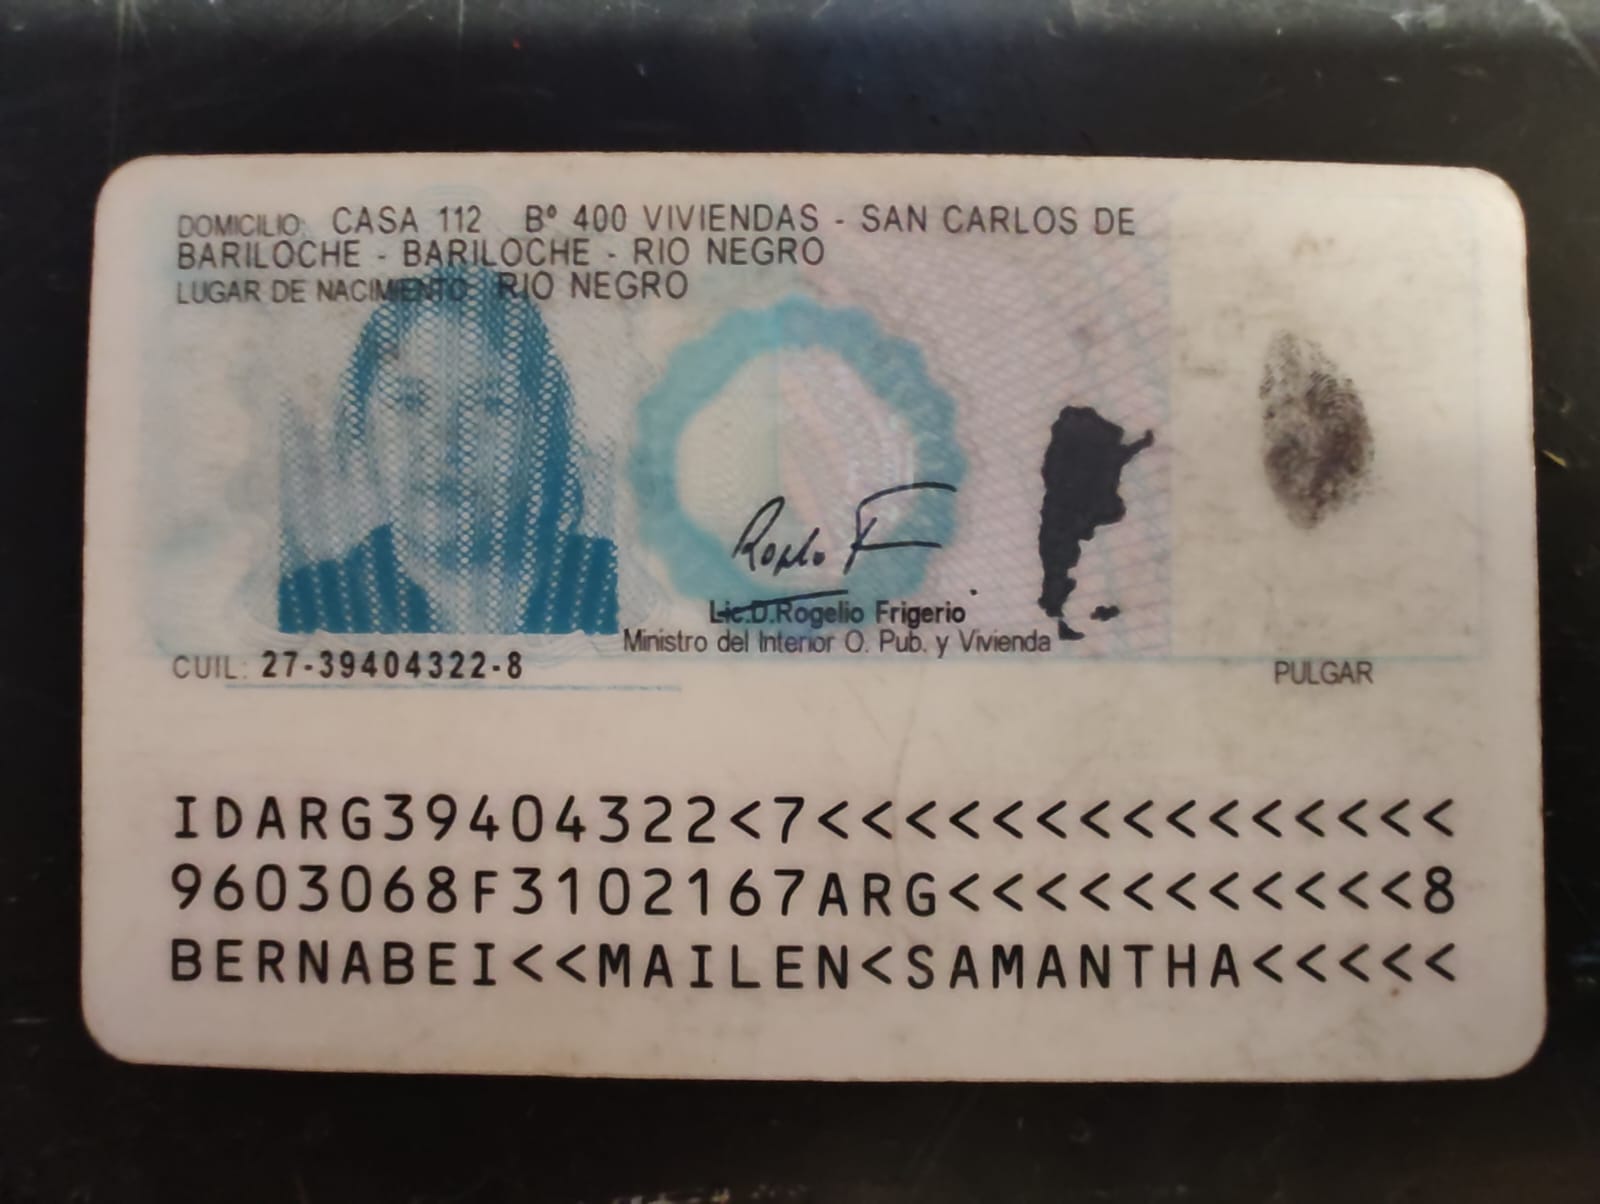 DOMICILIO: CASA 112 Bº 400 VIVIENDAS - SAN CARLOS DE
BARILOCHE - BARILOCHE - RIO NEGRO
LUGAR DE NACIMIENTO: RIO NEGRO
Lic.D.Rogelio Frigerio
Ministro del Interior O. Pub. y Vivienda
CUIL: 27-39404322-8
PULGAR
IDARG39404322<7<<<<<<<<<<<<<<<
9603068F3102167ARG<<<<<<<<<<<8
BERNABEI<<MAILEN<SAMANTHA<<<<<